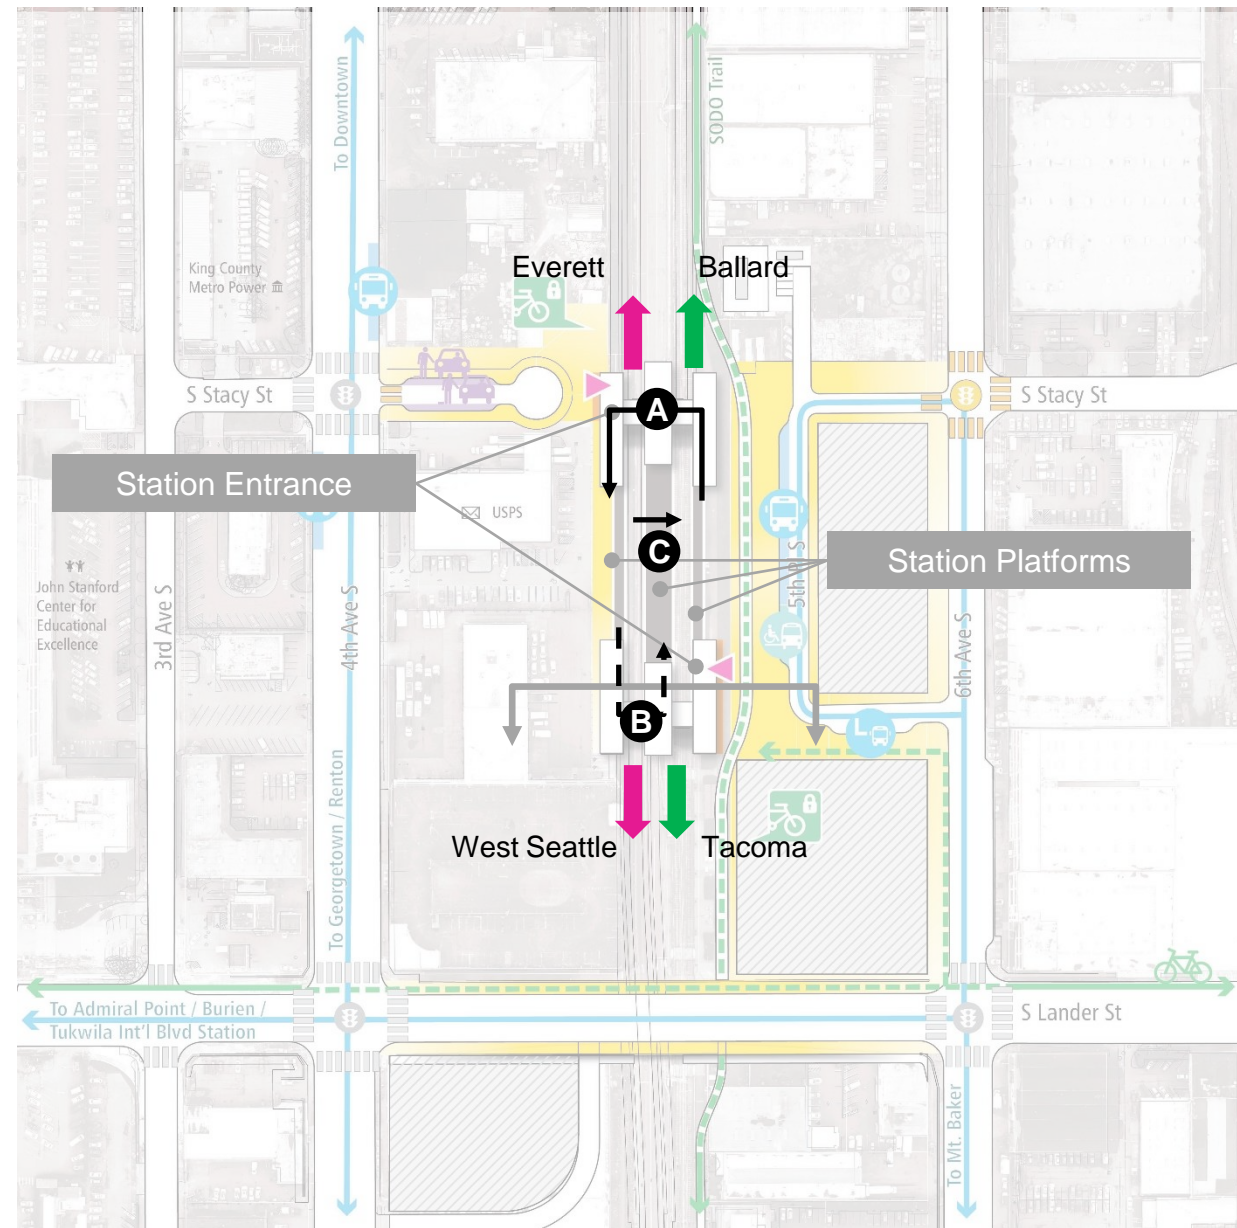 To Downtown
SODO Trail
Everett
Ballard
King County
Metro Power
S Stacy St
S Stacy St
A
Station Entrance
USPS
C
Station Platforms
John Stanford
Center for
Educational
Excellence
3rd Ave S
4th Ave S
5th Pl S
6th Ave S
B
West Seattle
Tacoma
To Georgetown / Renton
To Admiral Point / Burien /
Tukwila Int'l Blvd Station
S Lander St
To Mt. Baker